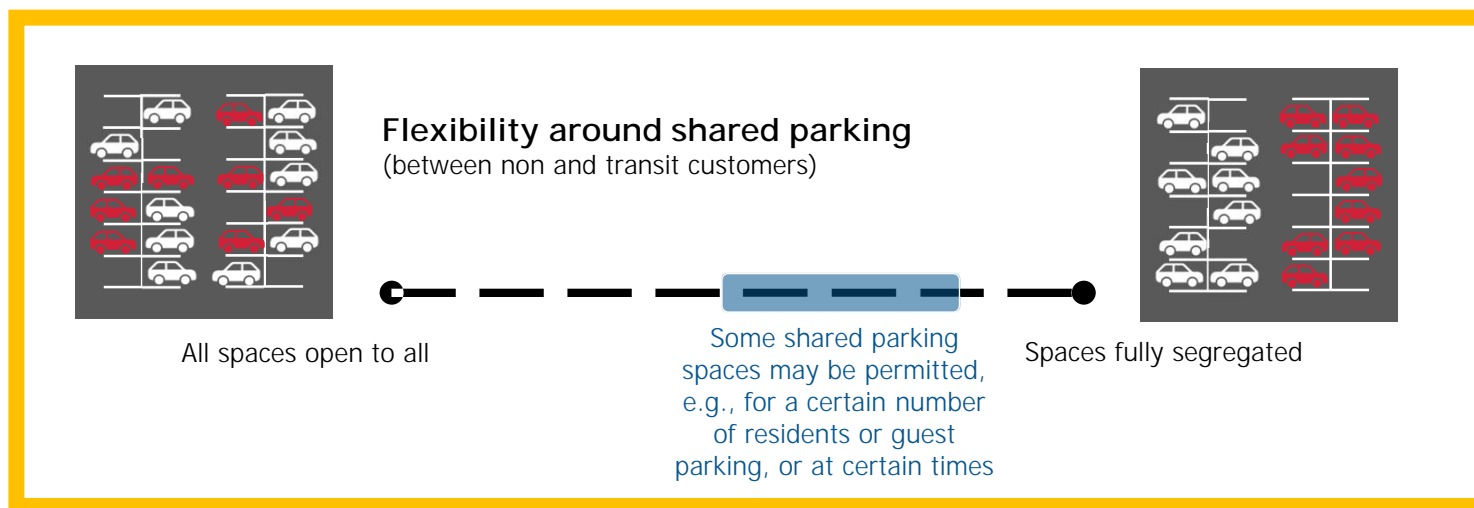 Flexibility around shared parking
(between non and transit customers)
All spaces open to all
Some shared parking
spaces may be permitted,
e.g., for a certain number
of residents or guest
parking, or at certain times
Spaces fully segregated